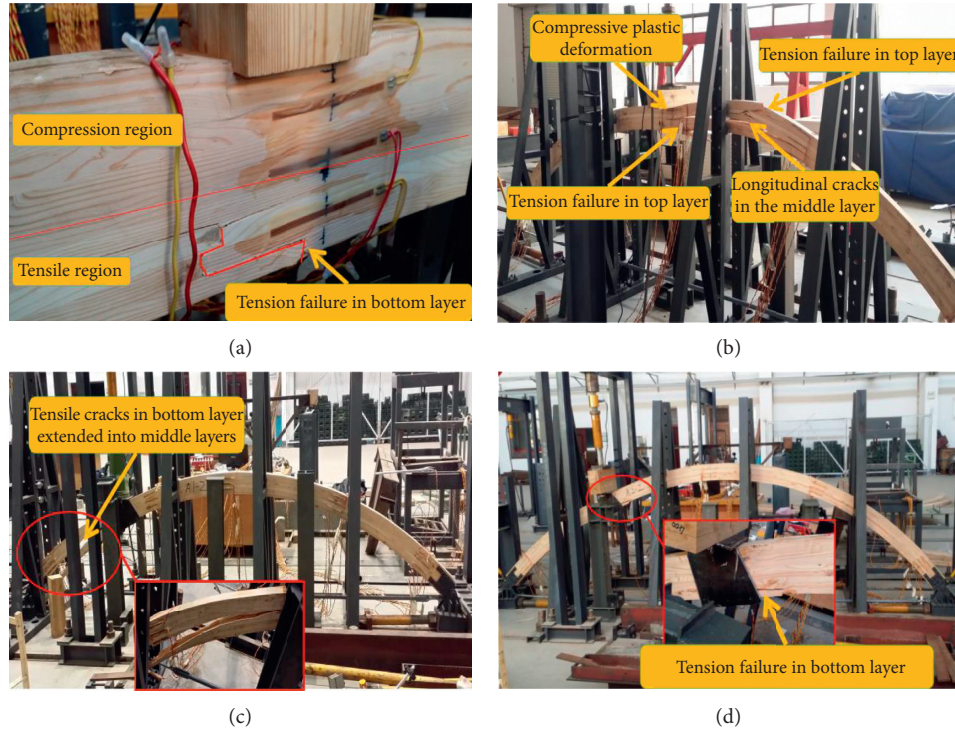 Compression region
Tensile region
Tension failure in bottom layer
(a)
Compressive plastic
deformation
Tension failure in top layer
Tension failure in top layer
Longitudinal cracks
in the middle layer
(b)
Tensile cracks in bottom layer
extended into middle layers
A1-2
(c)
Tension failure in bottom layer
(d)